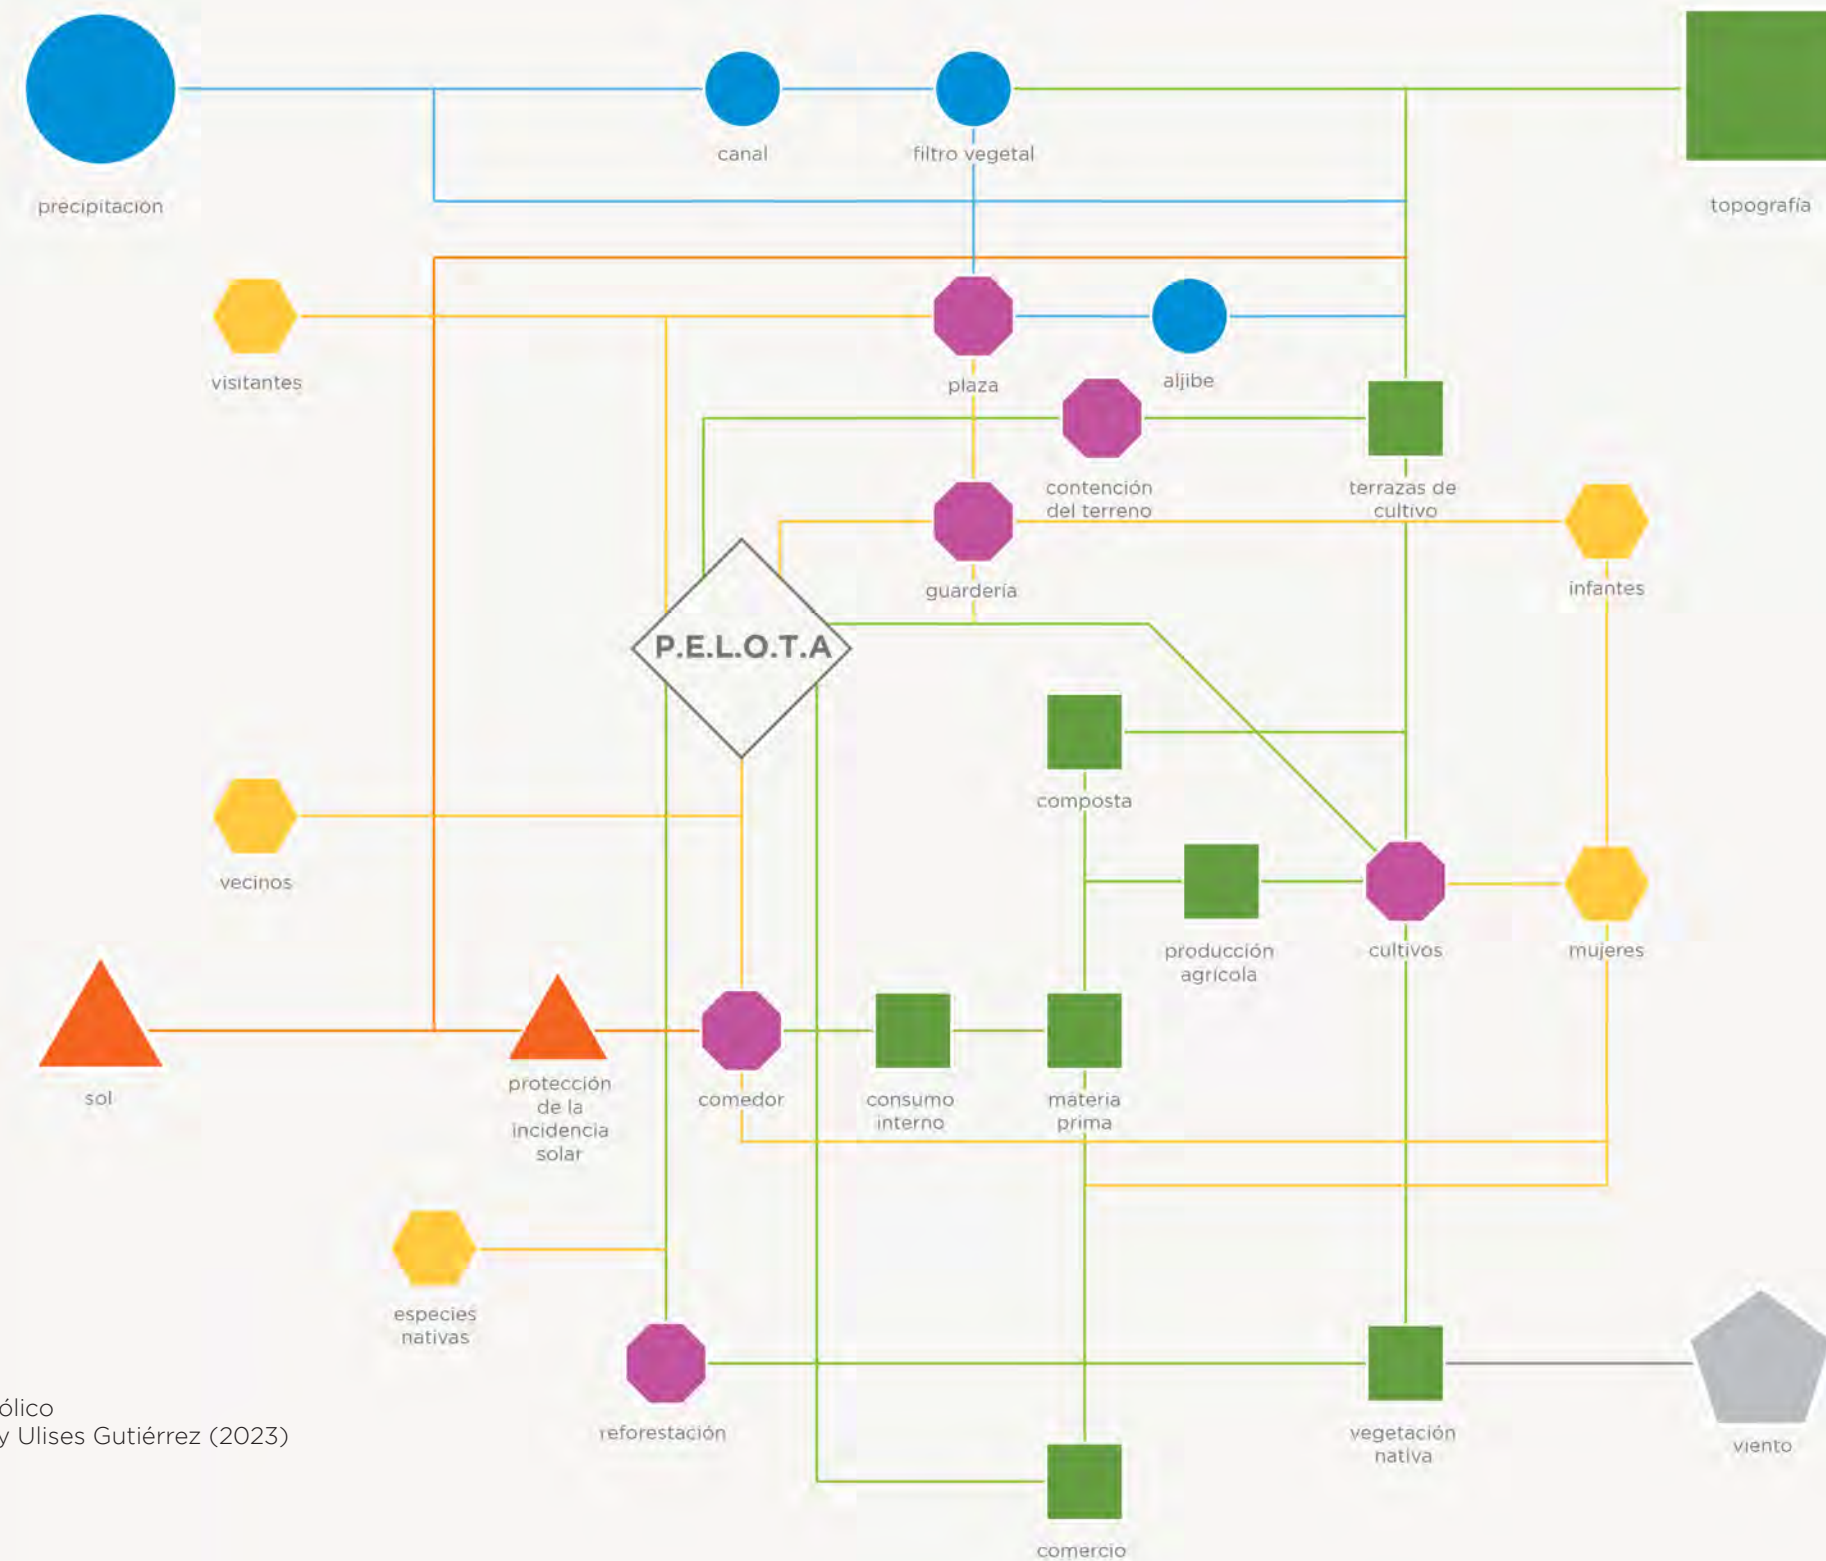 canal
filtro vegetal
precipitación
topografía
visitantes
plaza
aljibe
contención
del terreno
terrazas de
cultivo
guardería
infantes
P.E.L.O.T.A
composta
vecinos
producción
agrícola
cultivos
mujeres
sol
protección
de la
incidencia
solar
comedor
consumo
interno
materia
prima
especies
nativas
ólico
y Ulises Gutiérrez (2023)
reforestación
vegetación
nativa
viento
comercio